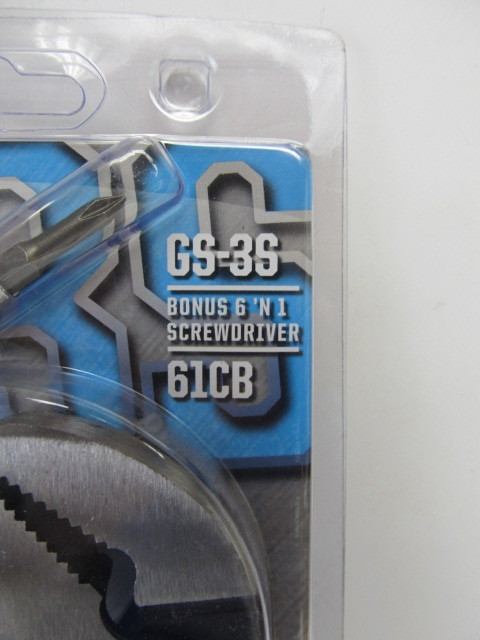 GS-3S
BONUS 6 'N 1
SCREWDRIVER
61CB